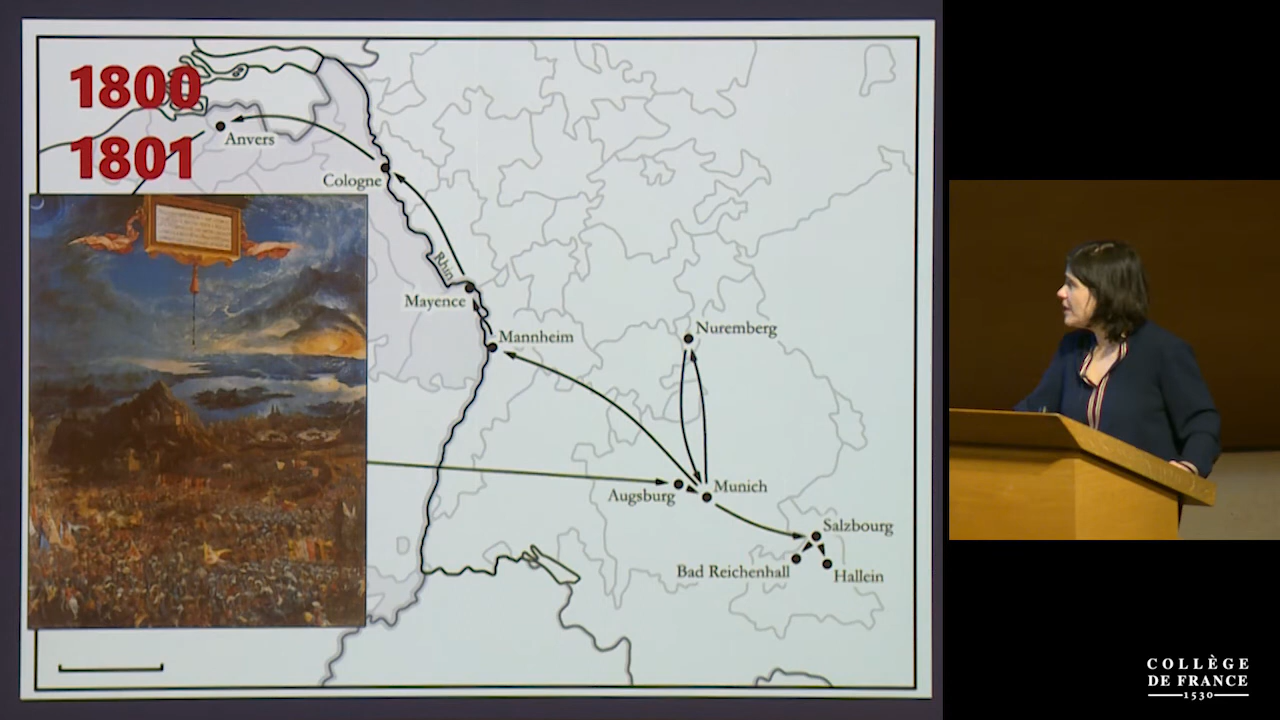 1800
1801
Anvers
Cologne
Rhin
Mayence
Mannheim
Nuremberg
Augsburg
Munich
Salzbourg
Bad Reichenhall
Hallein
COLLÈGE
DE FRANCE
1530